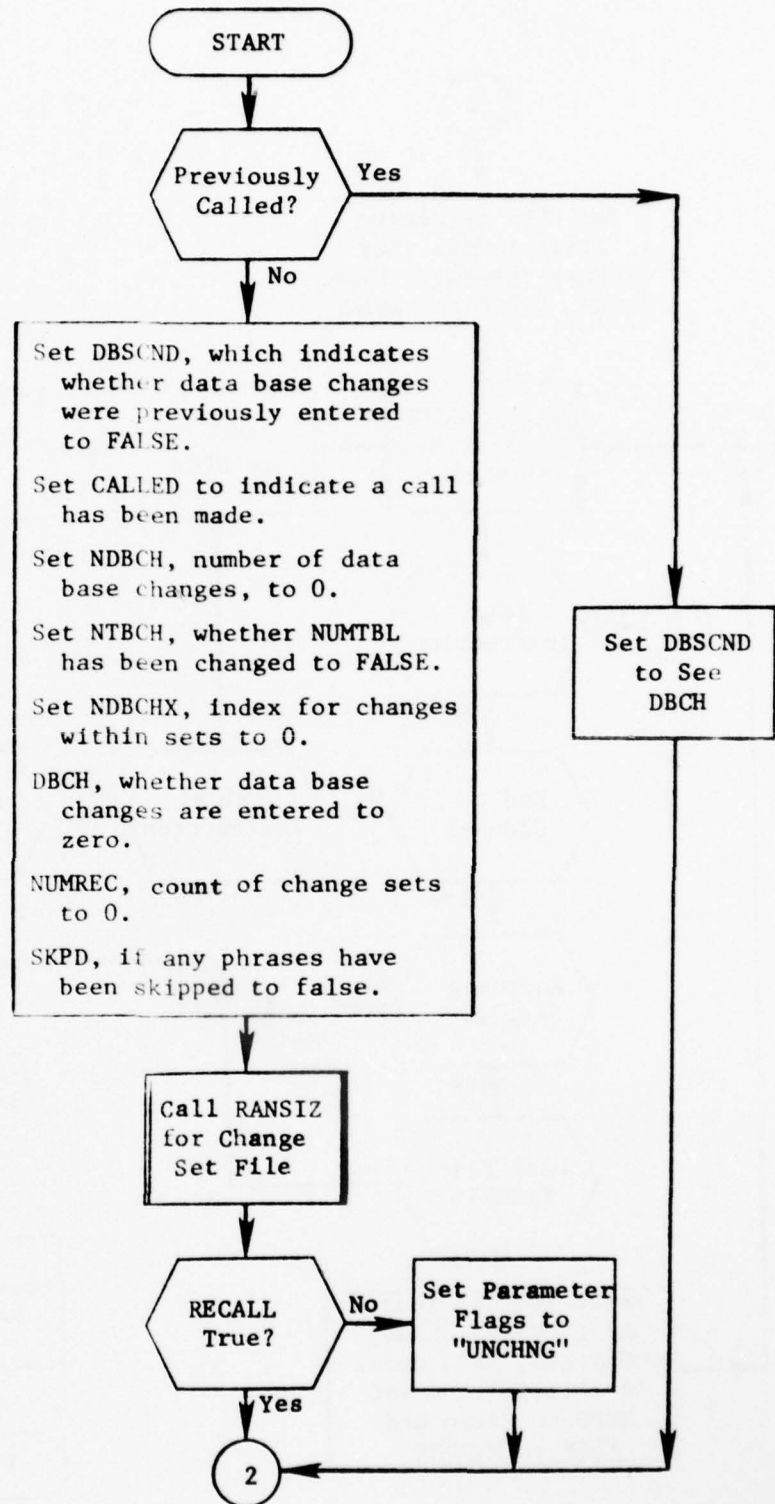 START
Previously
Called?
Yes
No
Set DBSCND, which indicates
whether data base changes
were previously entered
to FALSE.
Set CALLED to indicate a call
has been made.
Set NDBCH, number of data
base changes, to 0.
Set NTBCH, whether NUMTBL
has been changed to FALSE.
Set NDBCHX, index for changes
within sets to 0.
DBCH, whether data base
changes are entered to
zero.
NUMREC, count of change sets
to 0.
SKPD, if any phrases have
been skipped to false.
Set DBSCND
to See
DBCH
Call RANSIZ
for Change
Set File
RECALL
True?
No
Set Parameter
Flags to
"UNCHNG"
Yes
2